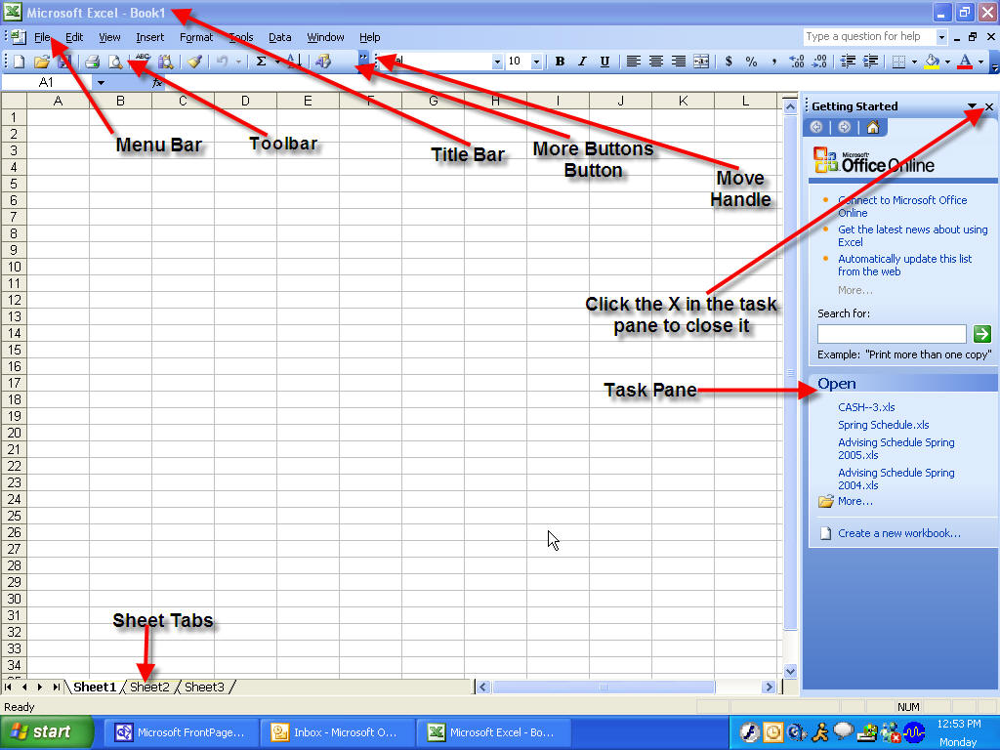 Microsoft Excel - Book1
File Edit View Insert Format Tools Data Window Help
Type a question for help
ABC Σ 10 B I U $ % ,
A1 fx
A B C D E F G H I J K L
1
2
3
4
5
6
7
8
9
10
11
12
13
14
15
16
17
18
19
20
21
22
23
24
25
26
27
28
29
30
31
32
33
34
Menu Bar
Toolbar
Title Bar
More Buttons
Button
Move
Handle
Click the X in the task
pane to close it
Task Pane
Sheet Tabs
Getting Started
Microsoft
Office Online
Connect to Microsoft Office
Online
Get the latest news about using
Excel
Automatically update this list
from the web
More...
Search for:
Example: "Print more than one copy"
Open
CASH--3.xls
Spring Schedule.xls
Advising Schedule Spring
2005.xls
Advising Schedule Spring
2004.xls
More...
Create a new workbook...
Sheet1 Sheet2 Sheet3
Ready
NUM
start
Microsoft FrontPage...
Inbox - Microsoft O...
Microsoft Excel - Bo...
12:53 PM
Monday